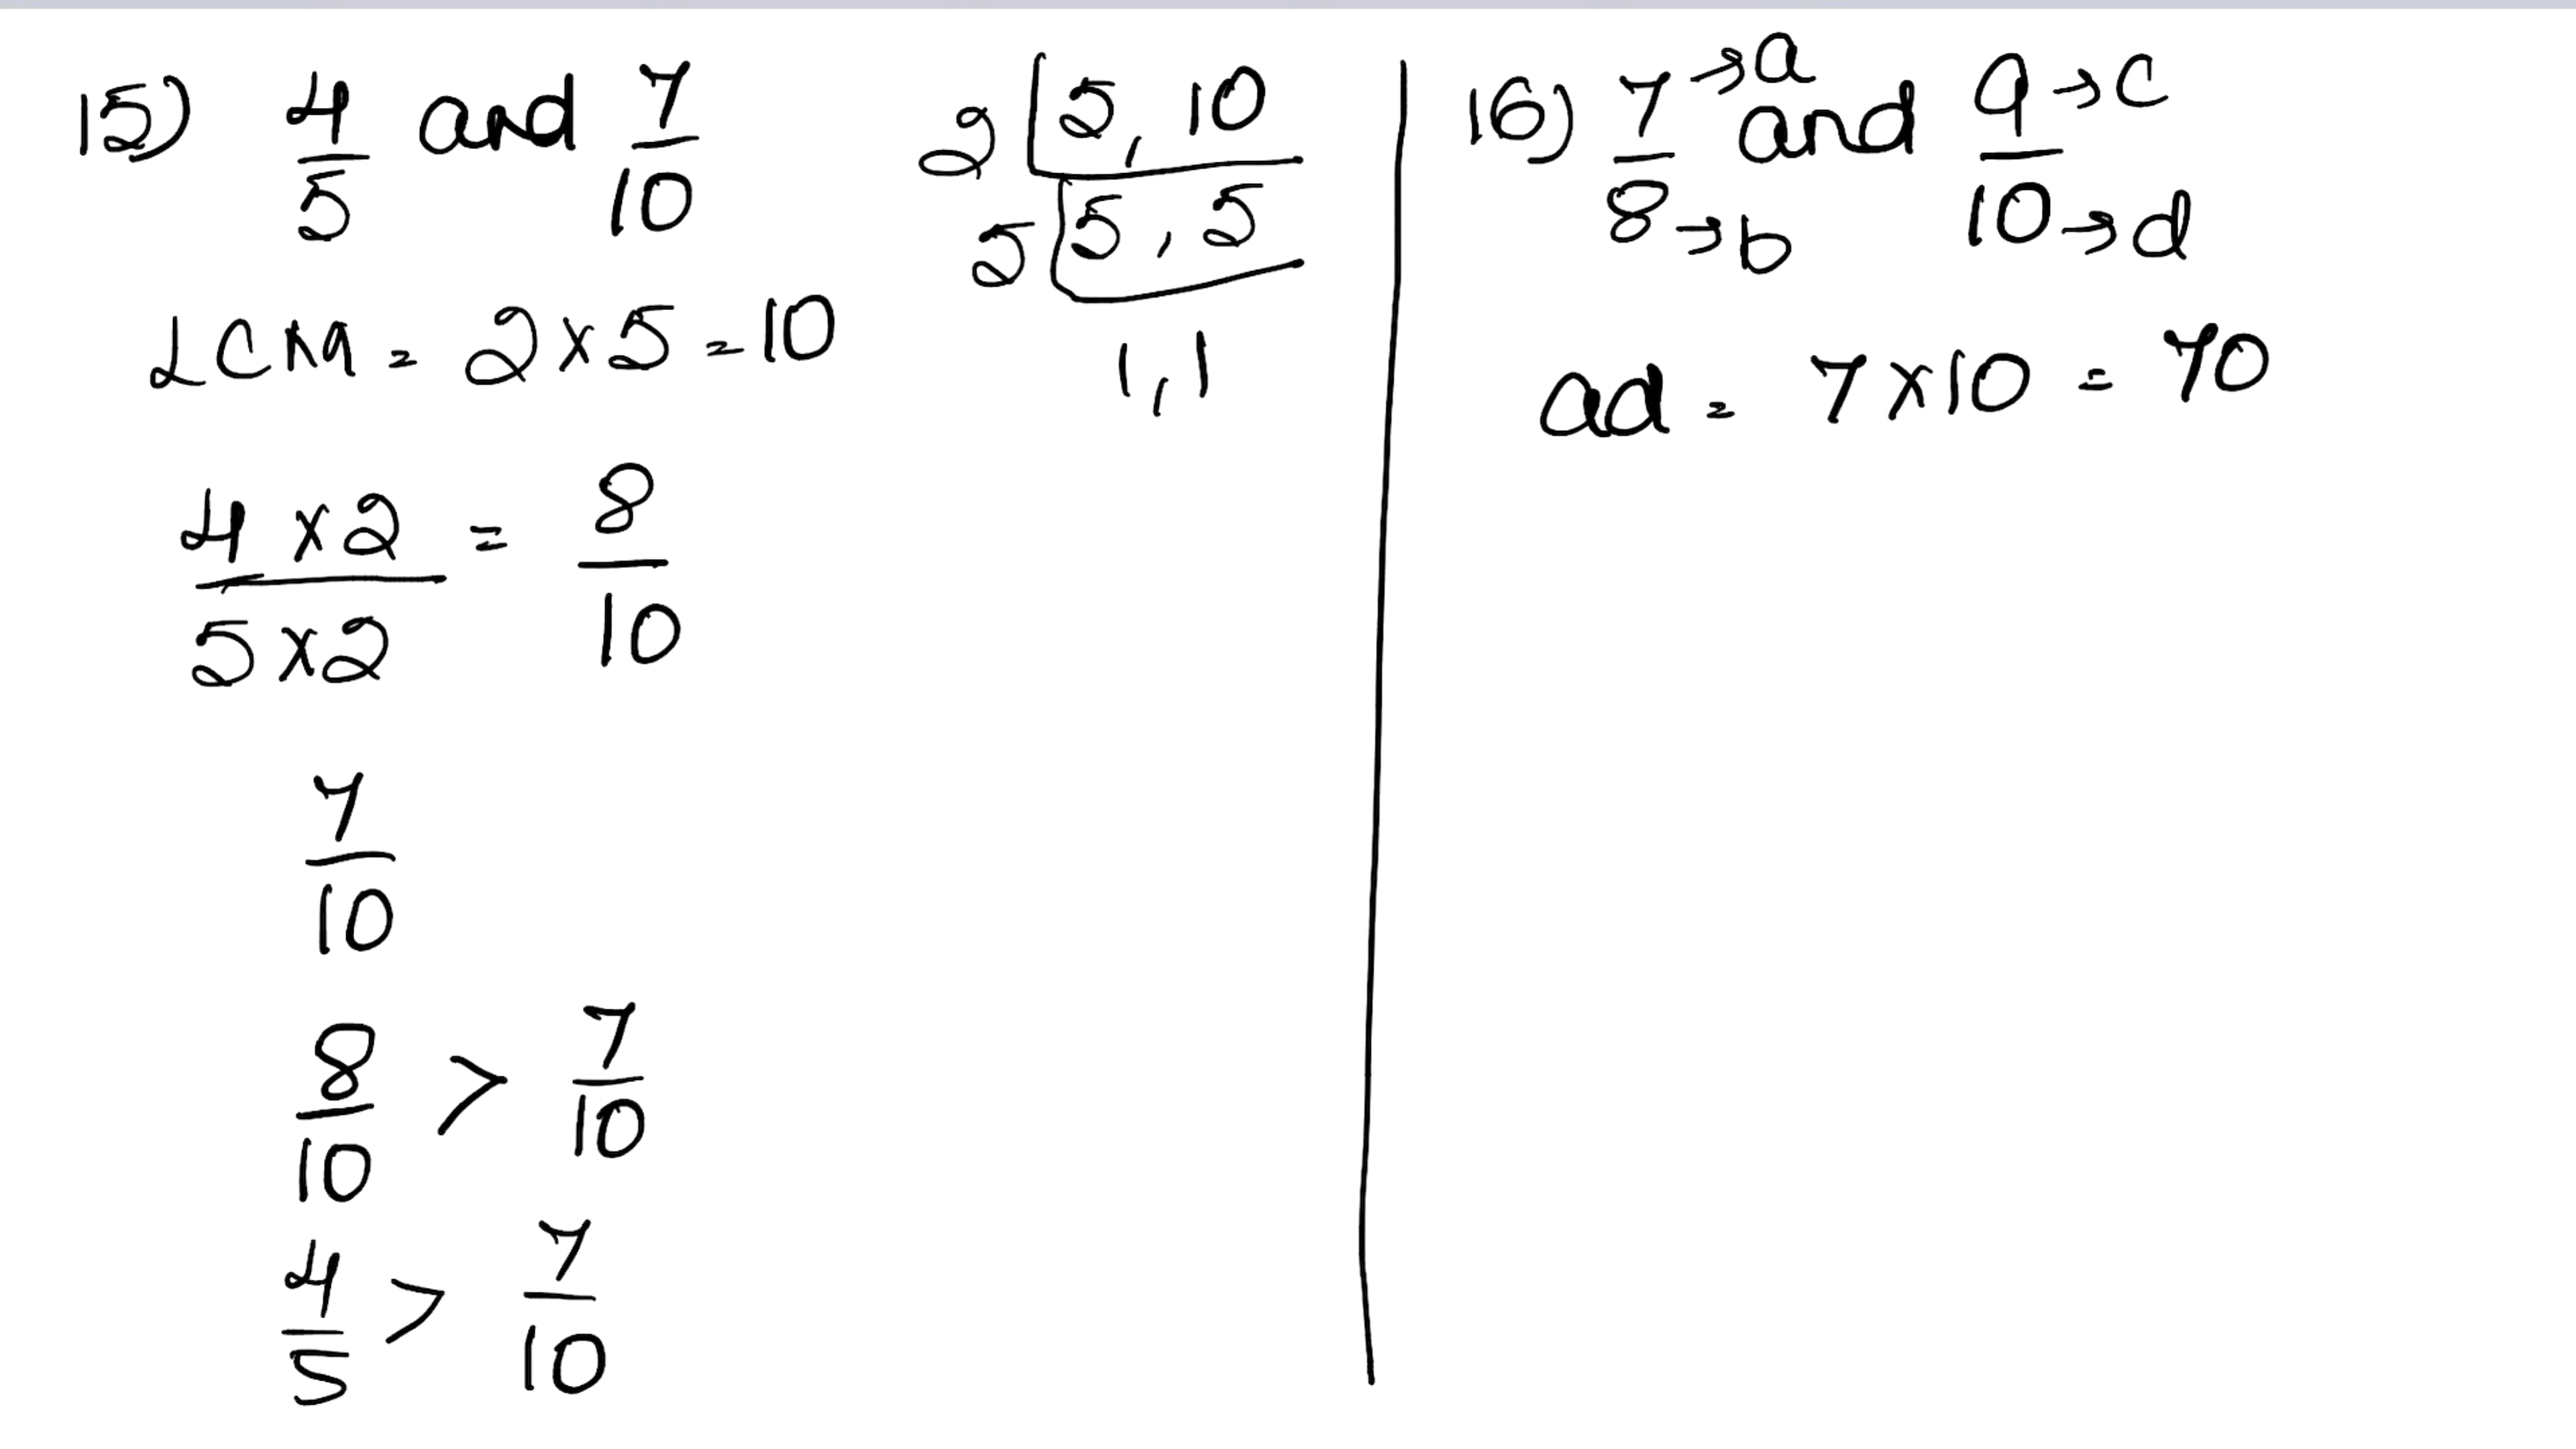 15) 4/5 and 7/10
LCM = 2 × 5 = 10
4 × 2 / 5 × 2 = 8/10
7/10
8/10 > 7/10
4/5 > 7/10
2 | 5, 10
5 | 5, 5
1, 1
16) 7/8 and 9/10
→a →c
→b →d
ad = 7 × 10 = 70